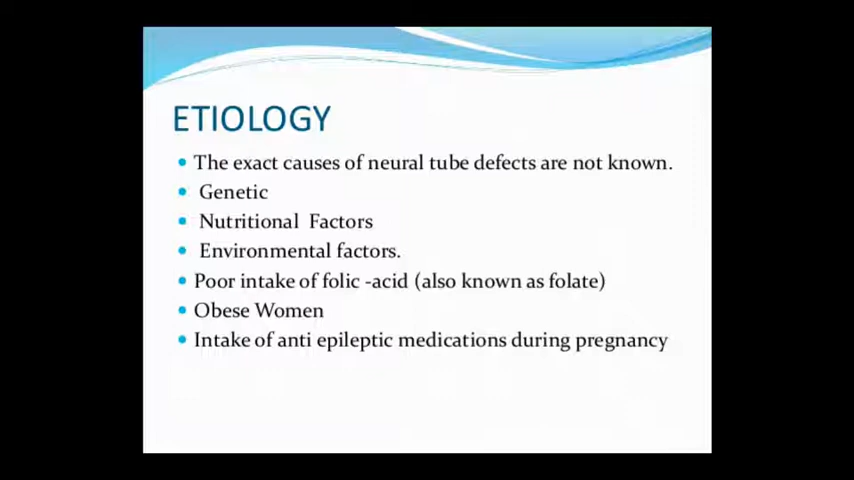 ETIOLOGY
• The exact causes of neural tube defects are not known.
• Genetic
• Nutritional Factors
• Environmental factors.
• Poor intake of folic -acid (also known as folate)
• Obese Women
• Intake of anti epileptic medications during pregnancy